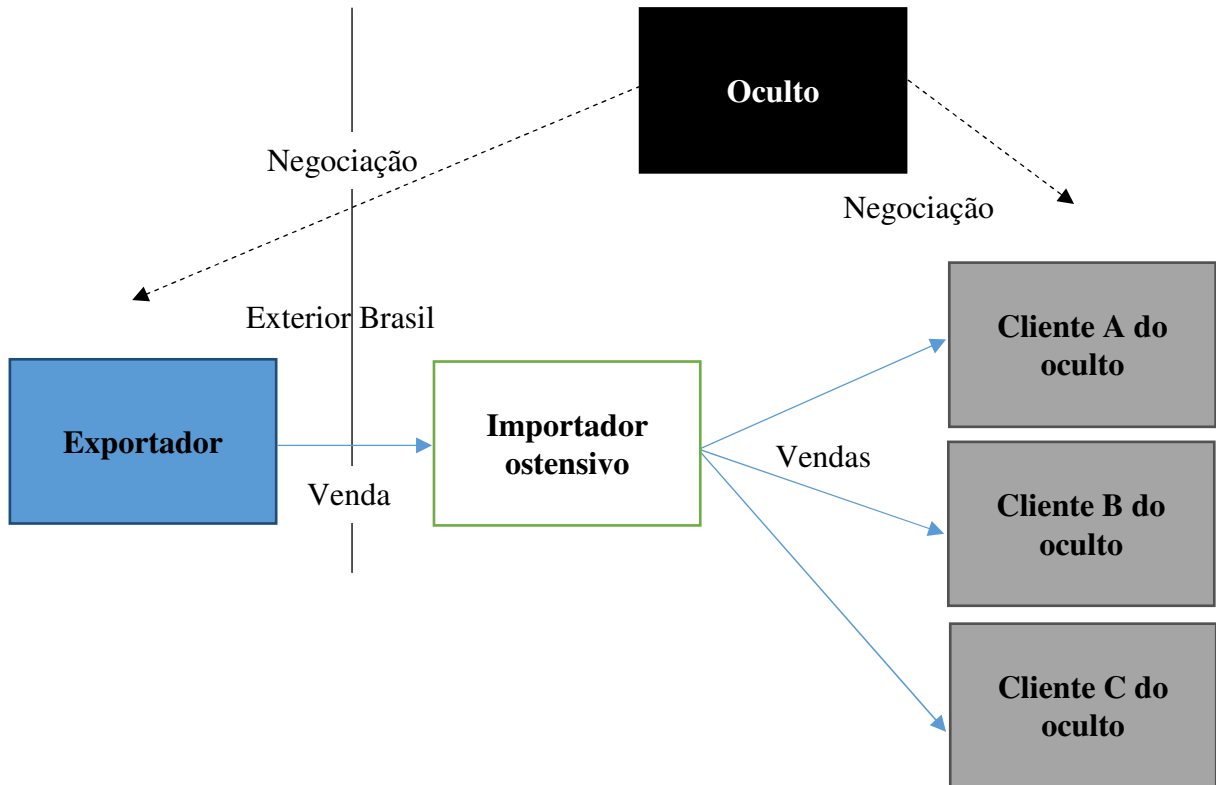 Oculto
Negociação
Negociação
Exterior Brasil
Exportador
Venda
Importador
ostensivo
Vendas
Cliente A do
oculto
Cliente B do
oculto
Cliente C do
oculto